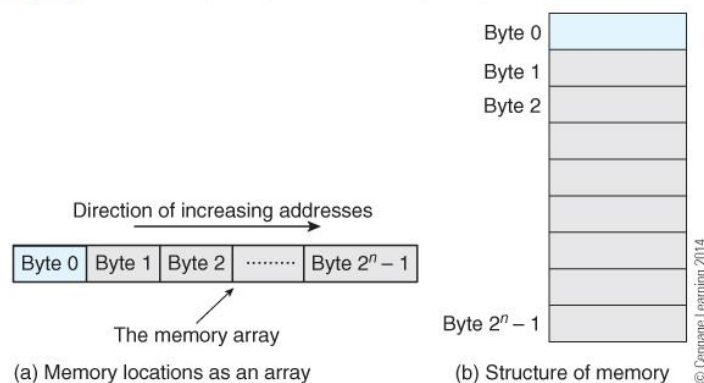 Direction of increasing addresses
Byte 0 Byte 1 Byte 2 ......... Byte 2ⁿ – 1
The memory array
(a) Memory locations as an array
Byte 0
Byte 1
Byte 2
Byte 2ⁿ – 1
(b) Structure of memory
© Cengage Learning 2014